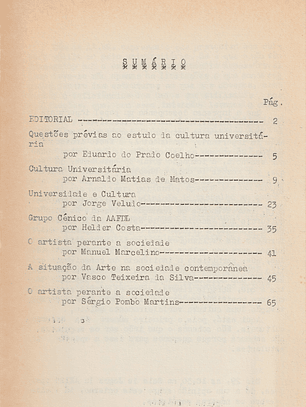 SUMÁRIO
Pág.
EDITORIAL ---------------------------------- 2
Questões prévias ao estudo da cultura universitá-
ria
por Eduardo do Prado Coelho------------- 5
Cultura Universitária
por Arnaldo Matias de Matos------------- 9
Universidade e Cultura
por Jorge Veludo------------------------ 23
Grupo Cénico da AAFDL
por Helder Costa------------------------ 35
O artista perante a sociedade
por Manuel Marcelino-------------------- 41
A situação da Arte na sociedade contemporânea
por Vasco Teixeira da Silva------------- 45
O artista perante a sociedade
por Sérgio Pombo Martins---------------- 65